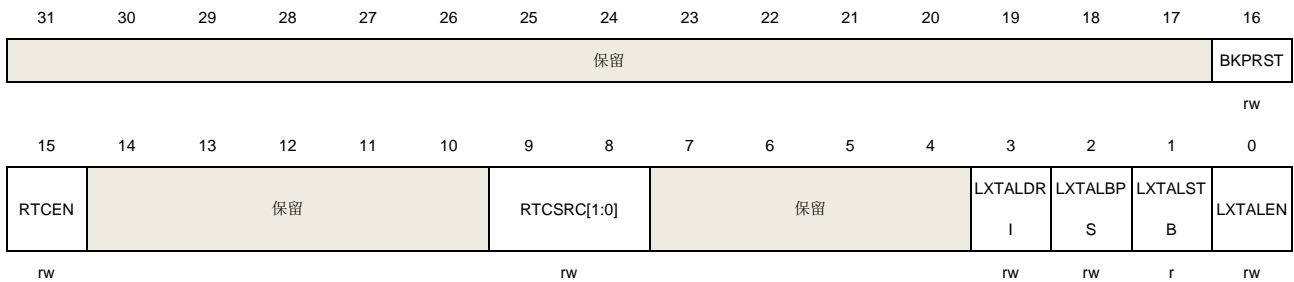 31 30 29 28 27 26 25 24 23 22 21 20 19 18 17 16
保留 BKPRST
rw
15 14 13 12 11 10 9 8 7 6 5 4 3 2 1 0
RTCEN 保留 RTCSRC[1:0] 保留 LXTALDR LXTALBP LXTALST LXTALEN
I S B
rw rw rw rw r rw